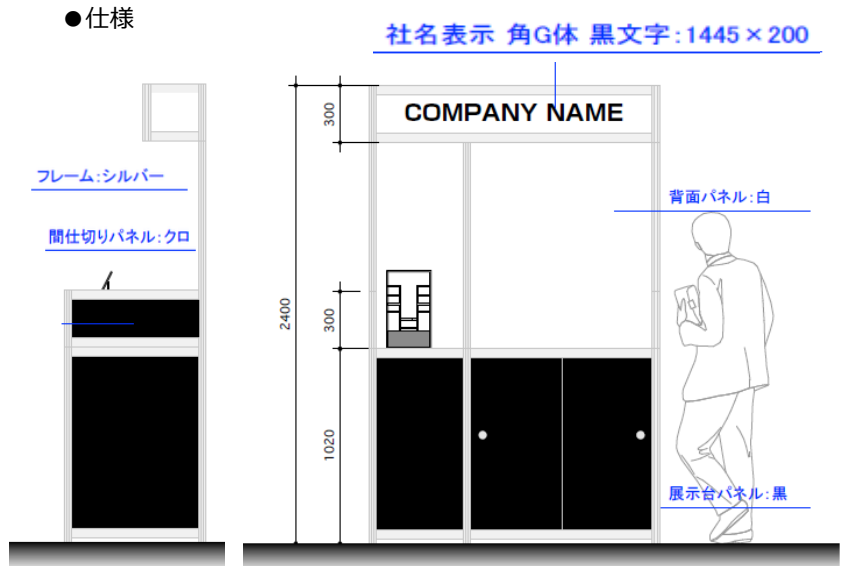 ●仕様
社名表示 角G体 黒文字:1445×200
300
COMPANY NAME
フレーム:シルバー
背面パネル:白
間仕切りパネル:クロ
2400
300
1020
展示台パネル:黒